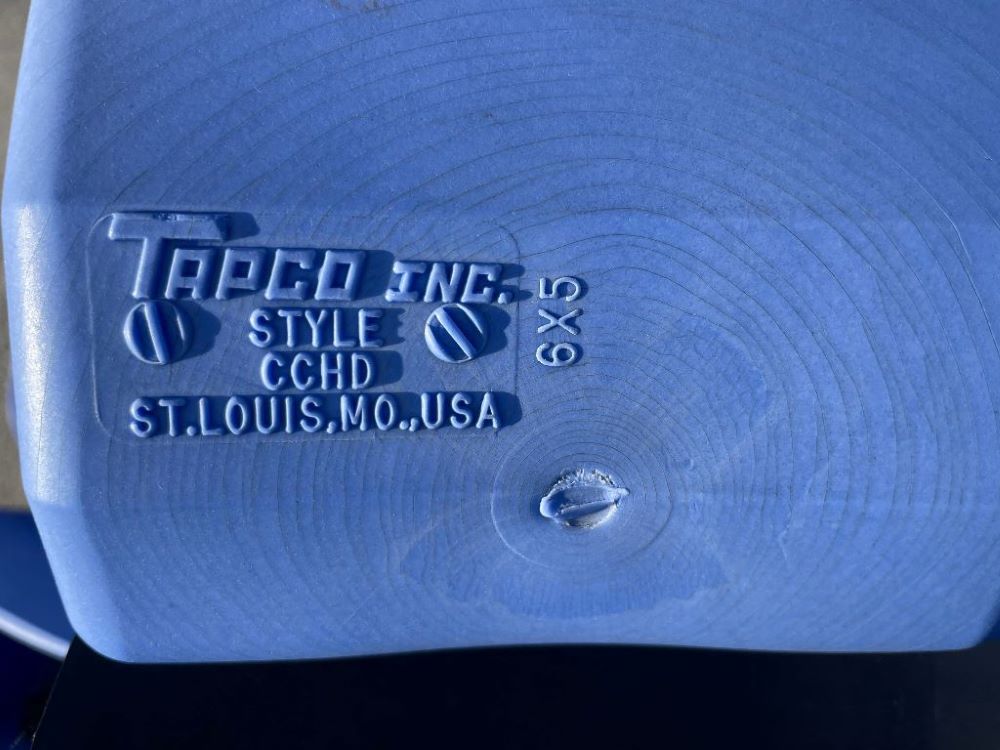 TAPCO INC.
STYLE
CCHD
ST.LOUIS,MO.,USA
6X5